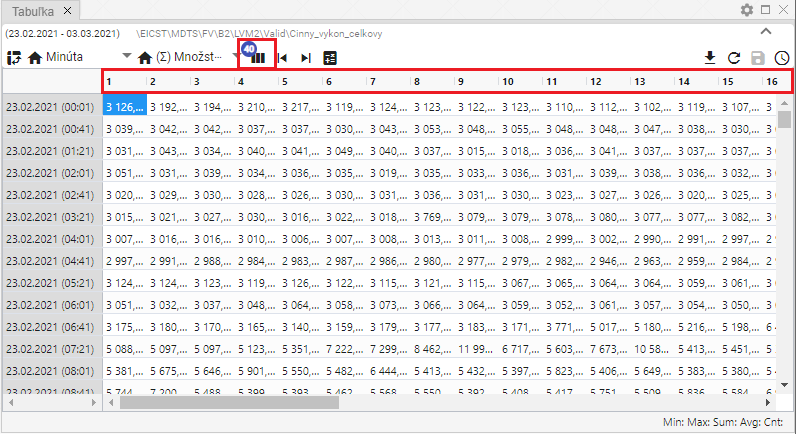 Tabuľka
(23.02.2021 - 03.03.2021) \EICST\MDTS\FV\B2\LVM2\Valid\Cinny_vykon_celkovy
Minúta (Σ) Množst··· 40
1 2 3 4 5 6 7 8 9 10 11 12 13 14 15 16
23.02.2021 (00:01) 3 126,... 3 192,... 3 194,... 3 210,... 3 217,... 3 119,... 3 124,... 3 123,... 3 122,... 3 123,... 3 110,... 3 112,... 3 102,... 3 119,... 3 107,... 3
23.02.2021 (00:41) 3 039,... 3 042,... 3 042,... 3 037,... 3 037,... 3 030,... 3 043,... 3 053,... 3 048,... 3 055,... 3 048,... 3 048,... 3 047,... 3 038,... 3 030,... 3
23.02.2021 (01:21) 3 031,... 3 043,... 3 034,... 3 040,... 3 041,... 3 049,... 3 040,... 3 037,... 3 015,... 3 018,... 3 036,... 3 041,... 3 037,... 3 037,... 3 036,... 3
23.02.2021 (02:01) 3 051,... 3 031,... 3 039,... 3 034,... 3 036,... 3 035,... 3 019,... 3 035,... 3 033,... 3 036,... 3 031,... 3 039,... 3 038,... 3 036,... 3 032,... 3
23.02.2021 (02:41) 3 020,... 3 029,... 3 030,... 3 028,... 3 026,... 3 030,... 3 031,... 3 036,... 3 031,... 3 030,... 3 023,... 3 027,... 3 026,... 3 020,... 3 025,... 3
23.02.2021 (03:21) 3 015,... 3 021,... 3 027,... 3 030,... 3 016,... 3 022,... 3 018,... 3 769,... 3 079,... 3 079,... 3 078,... 3 080,... 3 077,... 3 077,... 3 082,... 3
23.02.2021 (04:01) 3 007,... 3 016,... 3 016,... 3 010,... 3 006,... 3 007,... 3 008,... 3 013,... 3 011,... 3 008,... 2 999,... 3 002,... 2 990,... 2 991,... 2 997,... 2
23.02.2021 (04:41) 2 997,... 2 991,... 2 988,... 2 984,... 2 983,... 2 987,... 2 986,... 2 980,... 2 977,... 2 979,... 2 982,... 2 946,... 2 963,... 2 959,... 2 984,... 2
23.02.2021 (05:21) 3 124,... 3 124,... 3 123,... 3 119,... 3 126,... 3 122,... 3 115,... 3 121,... 3 115,... 3 067,... 3 065,... 3 064,... 3 064,... 3 059,... 3 061,... 3
23.02.2021 (06:01) 3 051,... 3 032,... 3 037,... 3 048,... 3 064,... 3 058,... 3 073,... 3 066,... 3 064,... 3 059,... 3 052,... 3 061,... 3 057,... 3 054,... 3 050,... 3
23.02.2021 (06:41) 3 175,... 3 180,... 3 170,... 3 165,... 3 140,... 3 159,... 3 179,... 3 177,... 3 183,... 3 771,... 3 771,... 5 017,... 5 180,... 5 216,... 5 198,... 6
23.02.2021 (07:21) 5 088,... 5 097,... 5 097,... 5 123,... 5 351,... 7 222,... 7 299,... 8 462,... 11 99... 6 717,... 5 603,... 7 673,... 10 58... 5 413,... 5 451,... 5
23.02.2021 (08:01) 5 381,... 5 675,... 5 646,... 5 901,... 5 550,... 5 482,... 6 444,... 5 413,... 5 432,... 5 397,... 5 823,... 5 406,... 5 649,... 5 383,... 5 380,... 5
23.02.2021 (08:41) 5 744,... 7 200,... 5 488,... 5 399,... 5 393,... 5 462,... 5 568,... 5 550,... 5 392,... 5 408,... 5 417,... 5 751,... 5 509,... 5 836,... 5 584,... 6
Min: Max: Sum: Avg: Cnt: